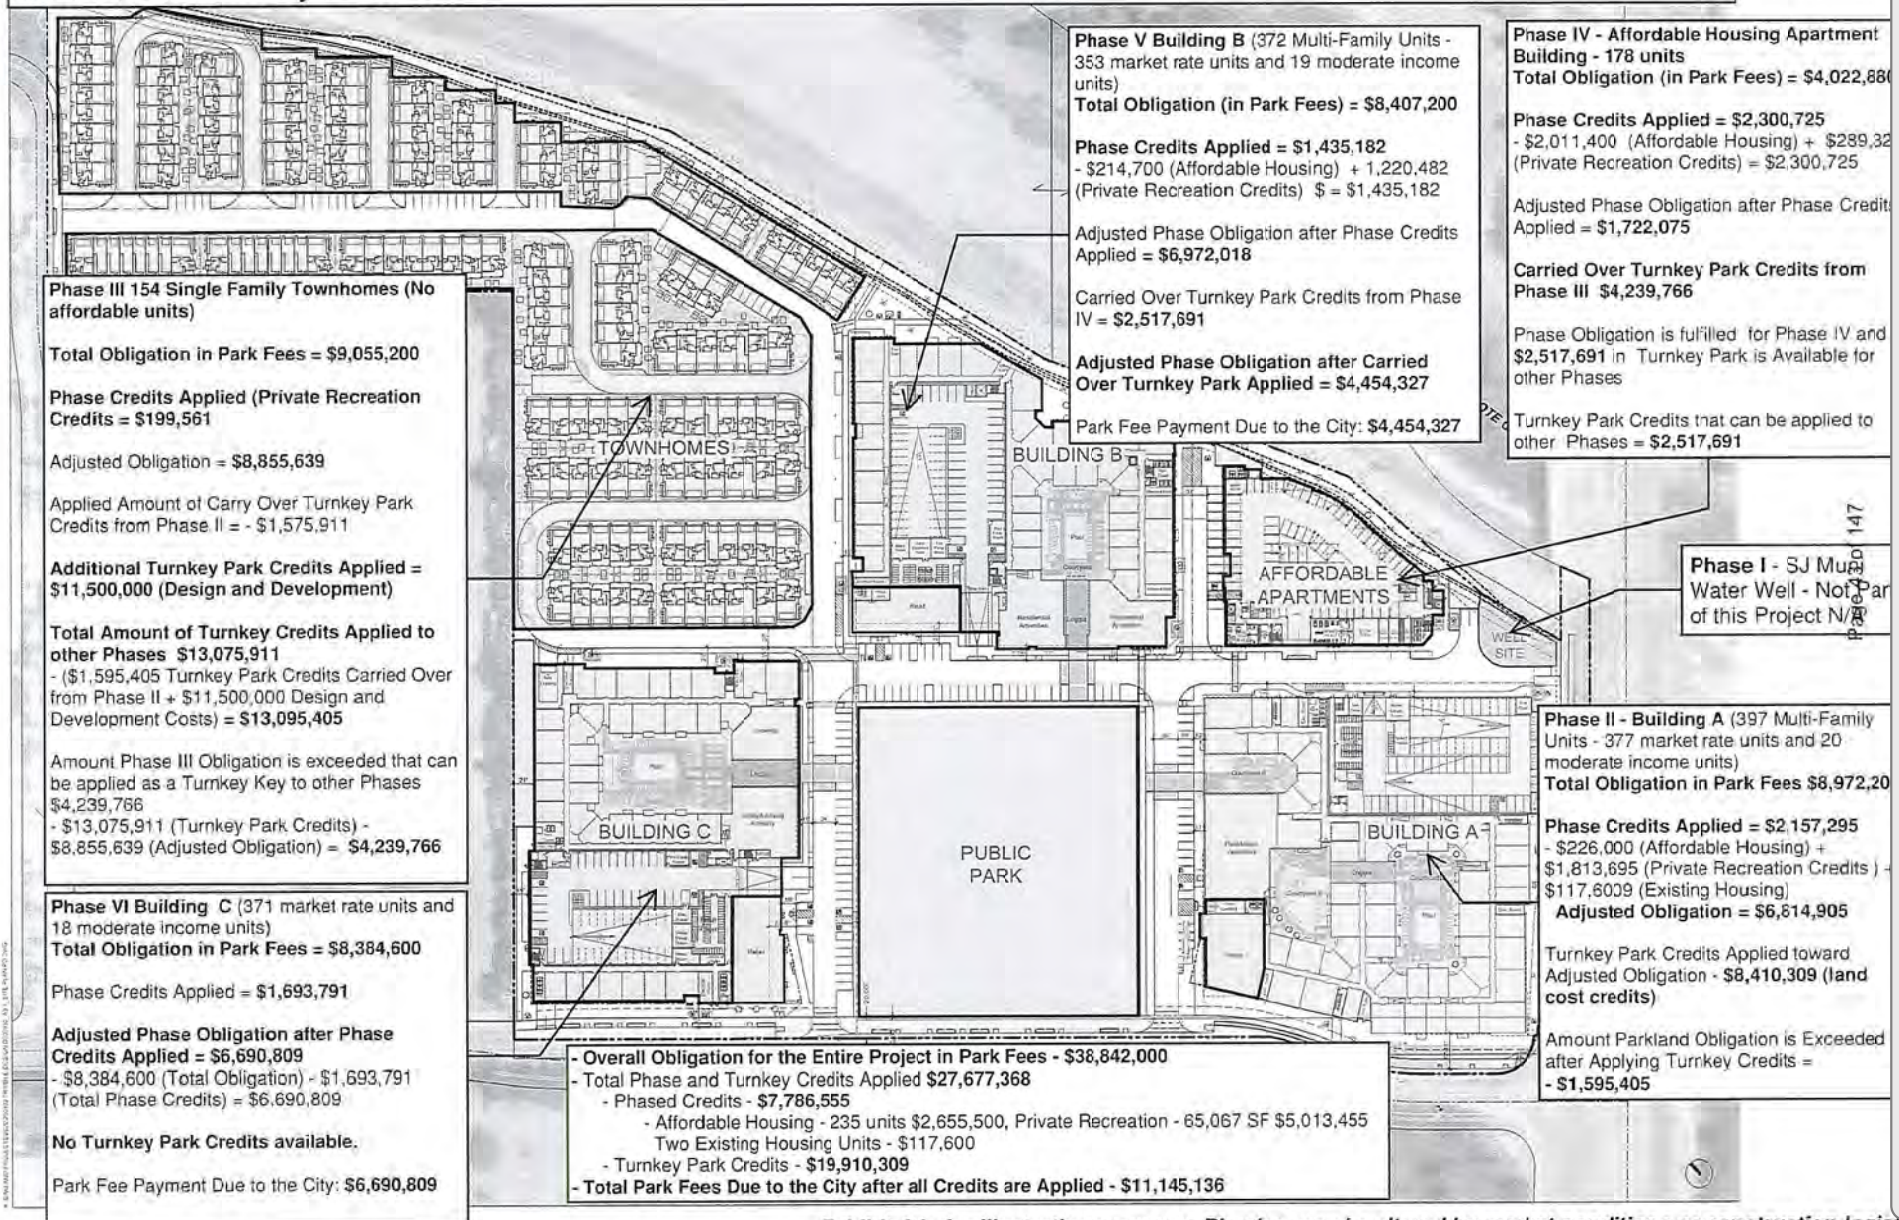 Phase V Building B (372 Multi-Family Units -
353 market rate units and 19 moderate income
units)
Total Obligation (in Park Fees) = $8,407,200
Phase Credits Applied = $1,435,182
- $214,700 (Affordable Housing) + 1,220,482
(Private Recreation Credits) $ = $1,435,182
Adjusted Phase Obligation after Phase Credits
Applied = $6,972,018
Carried Over Turnkey Park Credits from Phase
IV = $2,517,691
Adjusted Phase Obligation after Carried
Over Turnkey Park Applied = $4,454,327
Park Fee Payment Due to the City: $4,454,327
Phase IV - Affordable Housing Apartment
Building - 178 units
Total Obligation (in Park Fees) = $4,022,88
Phase Credits Applied = $2,300,725
- $2,011,400 (Affordable Housing) + $289,32
(Private Recreation Credits) = $2,300,725
Adjusted Phase Obligation after Phase Credit
Applied = $1,722,075
Carried Over Turnkey Park Credits from
Phase III $4,239,766
Phase Obligation is fulfilled for Phase IV and
$2,517,691 in Turnkey Park is Available for
other Phases
Turnkey Park Credits that can be applied to
other Phases = $2,517,691
Phase III 154 Single Family Townhomes (No
affordable units)
Total Obligation in Park Fees = $9,055,200
Phase Credits Applied (Private Recreation
Credits = $199,561
Adjusted Obligation = $8,855,639
Applied Amount of Carry Over Turnkey Park
Credits from Phase II = - $1,575,911
Additional Turnkey Park Credits Applied =
$11,500,000 (Design and Development)
Total Amount of Turnkey Credits Applied to
other Phases $13,075,911
- ($1,595,405 Turnkey Park Credits Carried Over
from Phase II + $11,500,000 Design and
Development Costs) = $13,095,405
Amount Phase III Obligation is exceeded that can
be applied as a Turnkey Key to other Phases
$4,239,766
- $13,075,911 (Turnkey Park Credits) -
$8,855,639 (Adjusted Obligation) = $4,239,766
TOWNHOMES
BUILDING B
Pool
Courtyard
Retail
Residential Amenities
Loggia
AFFORDABLE
APARTMENTS
WELL
SITE
Phase I - SJ Muni
Water Well - Not Par
of this Project N/A
Page 43 of 147
Phase II - Building A (397 Multi-Family
Units - 377 market rate units and 20
moderate income units)
Total Obligation in Park Fees $8,972,20
Phase Credits Applied = $2,157,295
- $226,000 (Affordable Housing) +
$1,813,695 (Private Recreation Credits ) +
$117,6009 (Existing Housing)
Adjusted Obligation = $6,814,905
Turnkey Park Credits Applied toward
Adjusted Obligation - $8,410,309 (land
cost credits)
Amount Parkland Obligation is Exceeded
after Applying Turnkey Credits =
- $1,595,405
BUILDING C
Pool
PUBLIC
PARK
BUILDING A
Pool
Phase VI Building C (371 market rate units and
18 moderate income units)
Total Obligation in Park Fees = $8,384,600
Phase Credits Applied = $1,693,791
Adjusted Phase Obligation after Phase
Credits Applied = $6,690,809
- $8,384,600 (Total Obligation) - $1,693,791
(Total Phase Credits) = $6,690,809
No Turnkey Park Credits available.
Park Fee Payment Due to the City: $6,690,809
- Overall Obligation for the Entire Project in Park Fees - $38,842,000
- Total Phase and Turnkey Credits Applied $27,677,368
- Phased Credits - $7,786,555
- Affordable Housing - 235 units $2,655,500, Private Recreation - 65,067 SF $5,013,455
Two Existing Housing Units - $117,600
- Turnkey Park Credits - $19,910,309
- Total Park Fees Due to the City after all Credits are Applied - $11,145,136